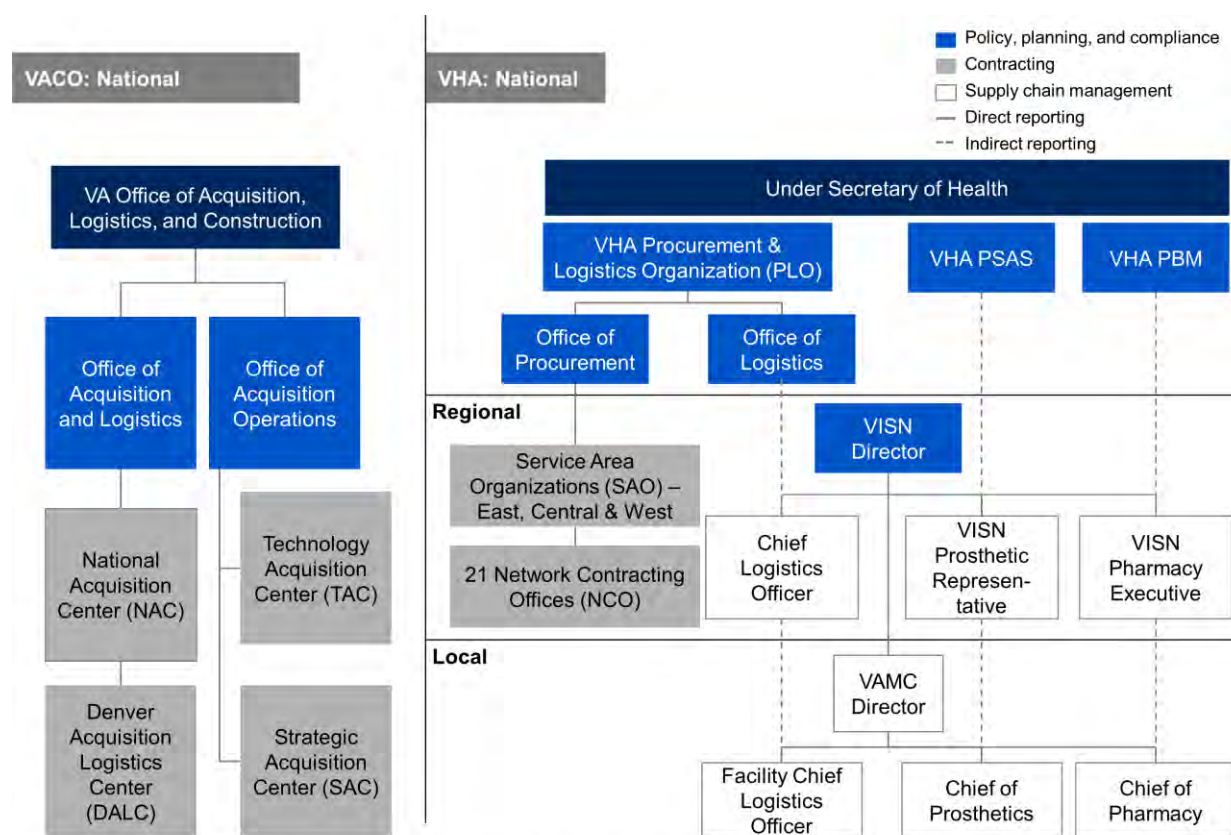 VACO: National
VA Office of Acquisition,
Logistics, and Construction
Office of
Acquisition
and Logistics
Office of
Acquisition
Operations
National
Acquisition
Center (NAC)
Technology
Acquisition
Center (TAC)
Denver
Acquisition
Logistics
Center
(DALC)
Strategic
Acquisition
Center (SAC)
VHA: National
Policy, planning, and compliance
Contracting
Supply chain management
Direct reporting
Indirect reporting
Under Secretary of Health
VHA Procurement &
Logistics Organization (PLO)
VHA PSAS
VHA PBM
Office of
Procurement
Office of
Logistics
Regional
VISN
Director
Service Area
Organizations (SAO) –
East, Central & West
21 Network Contracting
Offices (NCO)
Chief
Logistics
Officer
VISN
Prosthetic
Represen-
tative
VISN
Pharmacy
Executive
Local
VAMC
Director
Facility Chief
Logistics
Officer
Chief of
Prosthetics
Chief of
Pharmacy